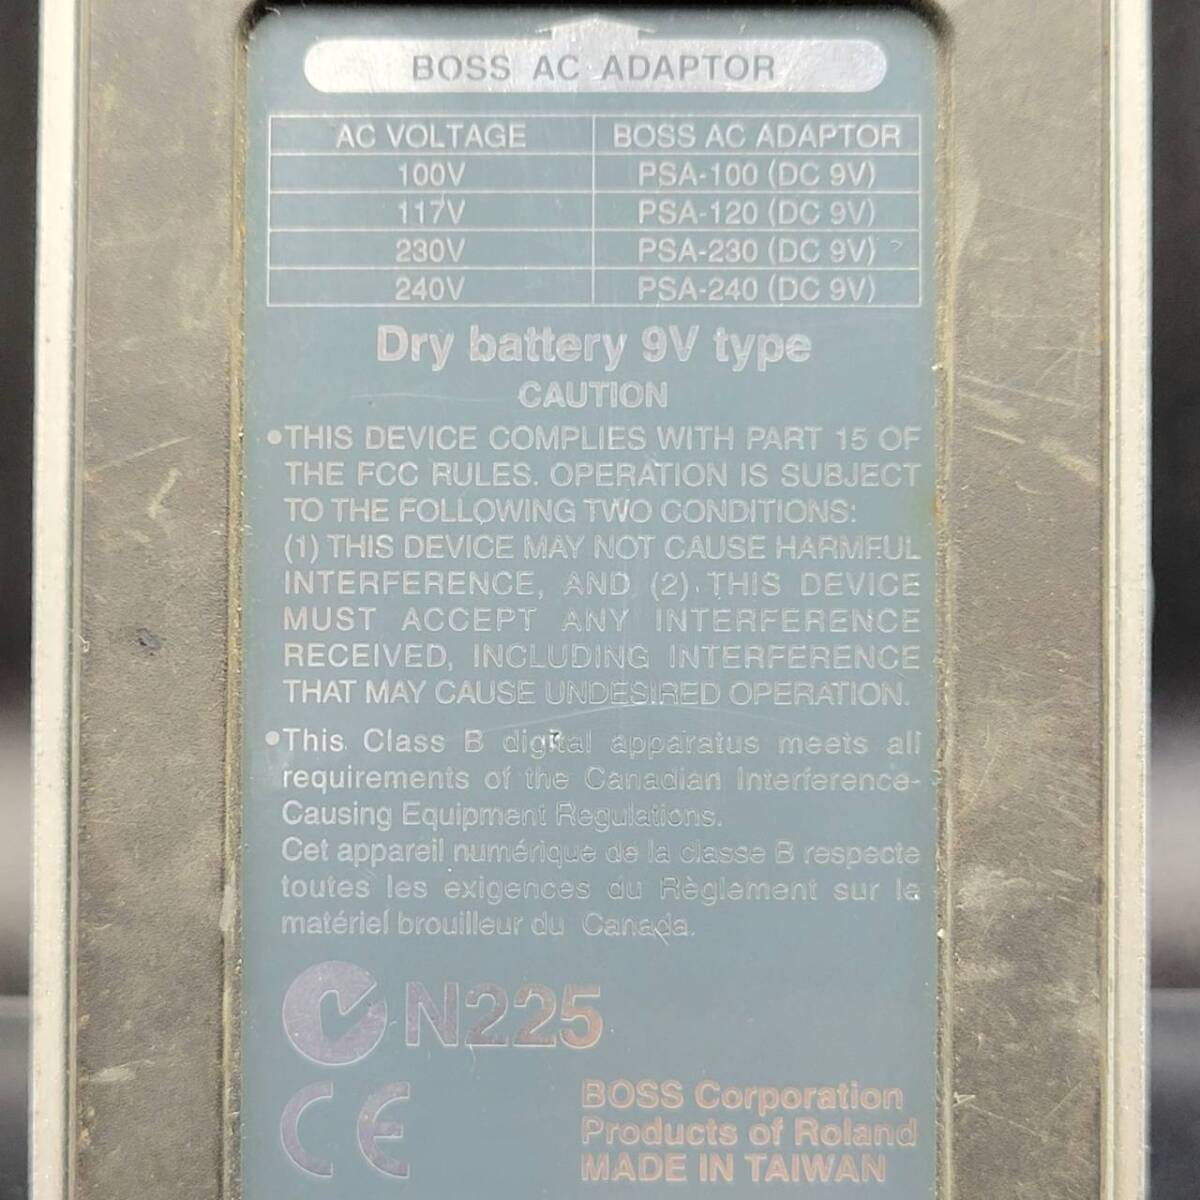 BOSS AC ADAPTOR
AC VOLTAGE BOSS AC ADAPTOR
100V PSA-100 (DC 9V)
117V PSA-120 (DC 9V)
230V PSA-230 (DC 9V)
240V PSA-240 (DC 9V)
Dry battery 9V type
CAUTION
●THIS DEVICE COMPLIES WITH PART 15 OF
THE FCC RULES. OPERATION IS SUBJECT
TO THE FOLLOWING TWO CONDITIONS:
(1) THIS DEVICE MAY NOT CAUSE HARMFUL
INTERFERENCE, AND (2) THIS DEVICE
MUST ACCEPT ANY INTERFERENCE
RECEIVED, INCLUDING INTERFERENCE
THAT MAY CAUSE UNDESIRED OPERATION.
●This Class B digital apparatus meets all
requirements of the Canadian Interference-
Causing Equipment Regulations.
Cet appareil numérique de la classe B respecte
toutes les exigences du Règlement sur le
matériel brouilleur du Canada.
N225
CE
BOSS Corporation
Products of Roland
MADE IN TAIWAN